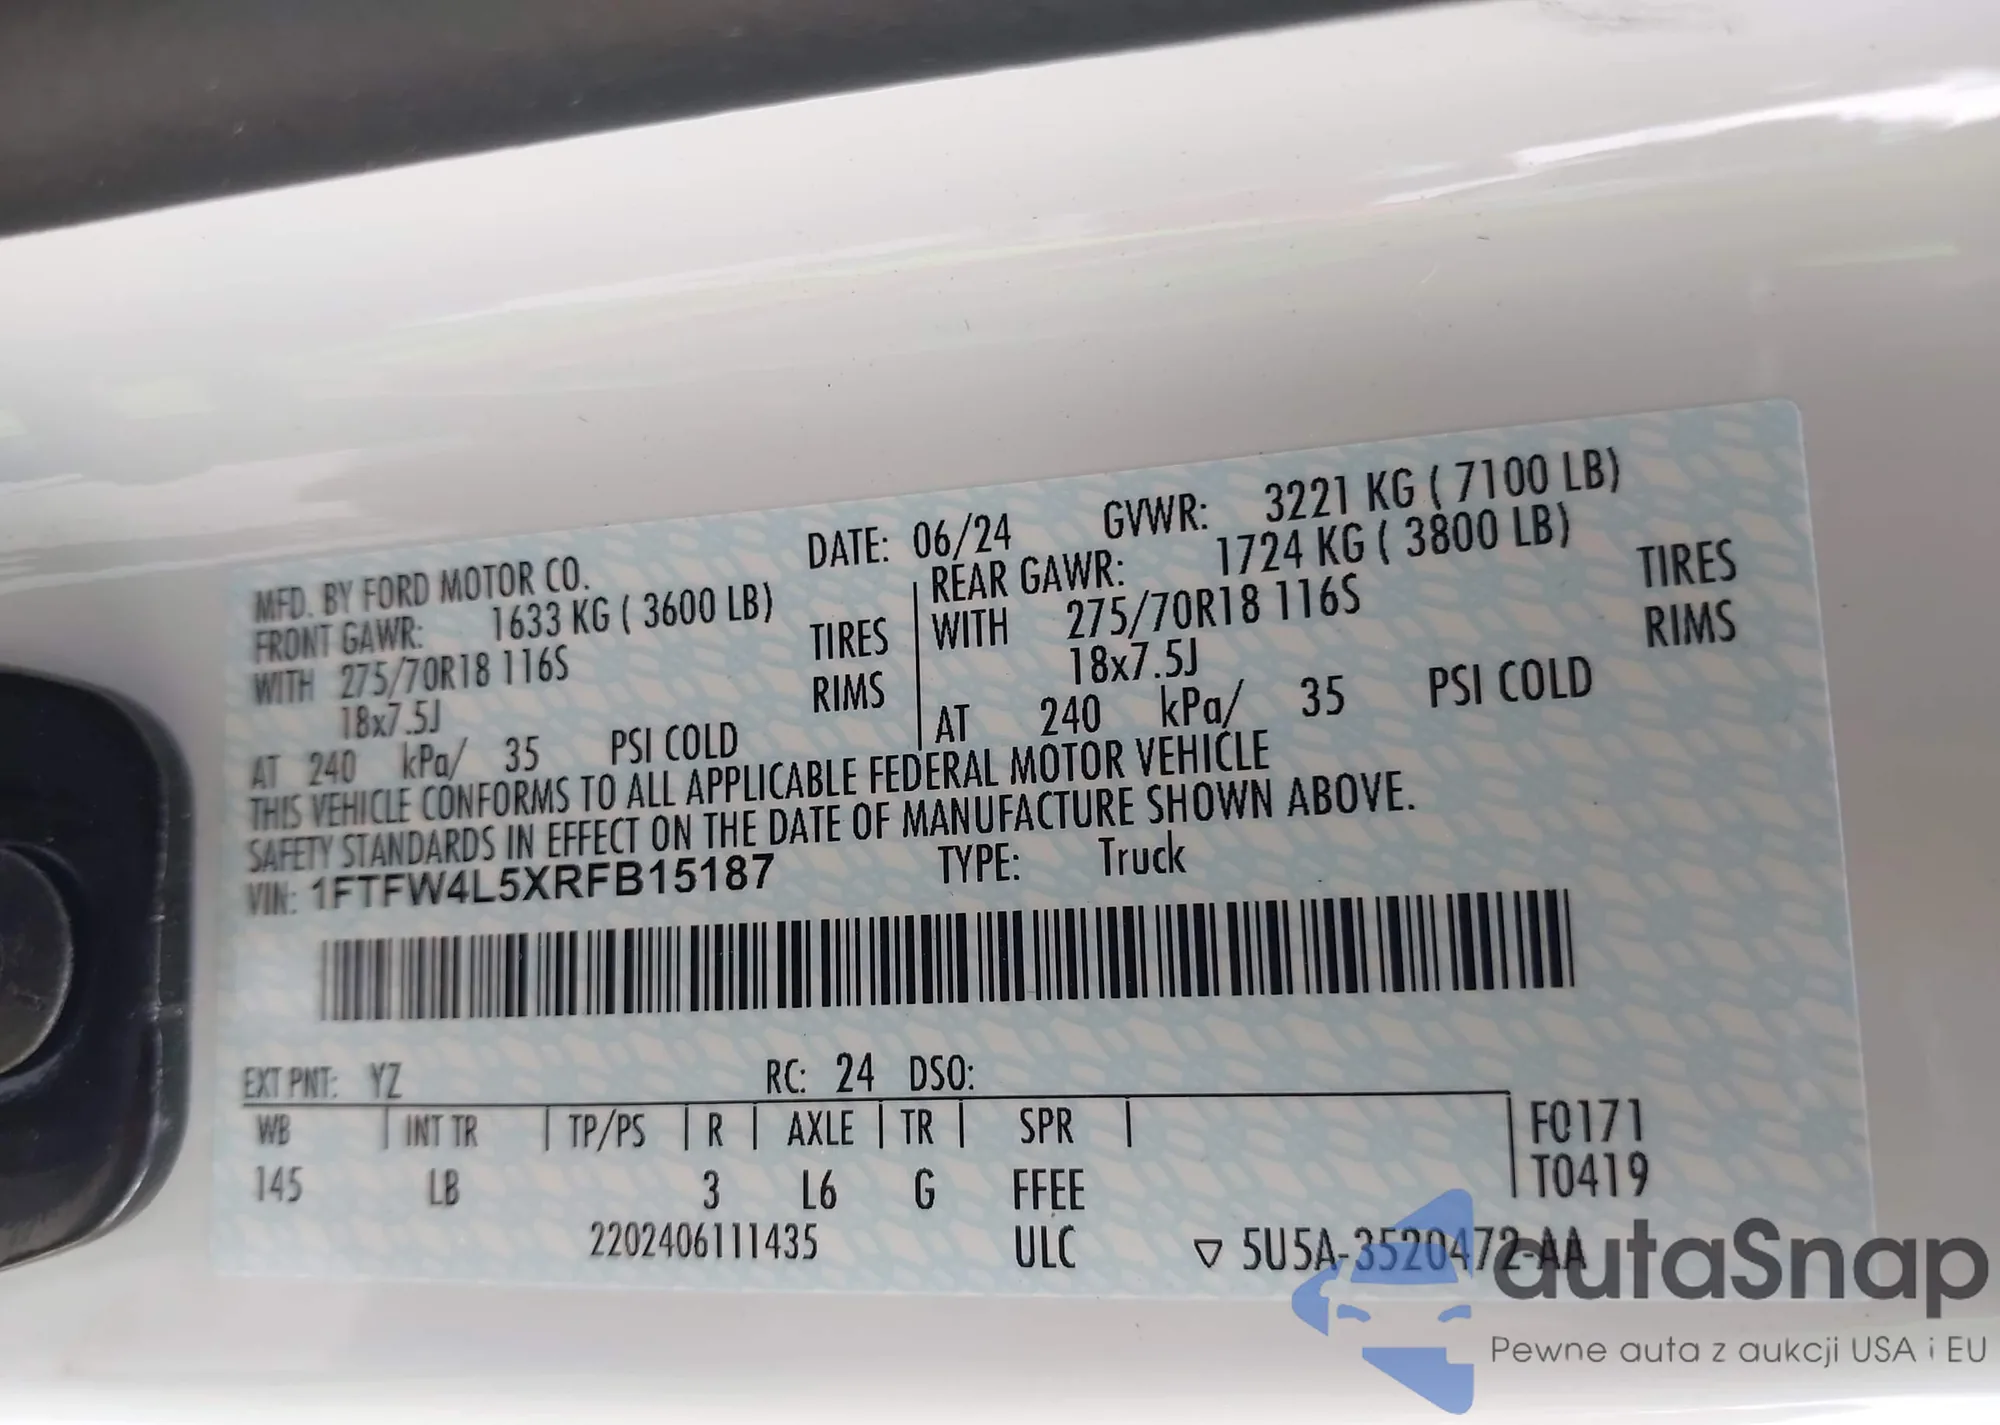 MFD. BY FORD MOTOR CO. DATE: 06/24 GVWR: 3221 KG ( 7100 LB)
FRONT GAWR: 1633 KG ( 3600 LB)
WITH 275/70R18 116S TIRES
18x7.5J RIMS
AT 240 kPa/ 35 PSI COLD
REAR GAWR: 1724 KG ( 3800 LB)
WITH 275/70R18 116S TIRES
18x7.5J RIMS
AT 240 kPa/ 35 PSI COLD
THIS VEHICLE CONFORMS TO ALL APPLICABLE FEDERAL MOTOR VEHICLE
SAFETY STANDARDS IN EFFECT ON THE DATE OF MANUFACTURE SHOWN ABOVE.
VIN: 1FTFW4L5XRFB15187 TYPE: Truck
EXT PNT: YZ RC: 24 DSO:
WB | INT TR | TP/PS | R | AXLE | TR | SPR |
145 LB 3 L6 G FFEE
F0171
T0419
2202406111435 ULC ▽ 5U5A-3520472-AA
autaSnap
Pewne auta z aukcji USA i EU